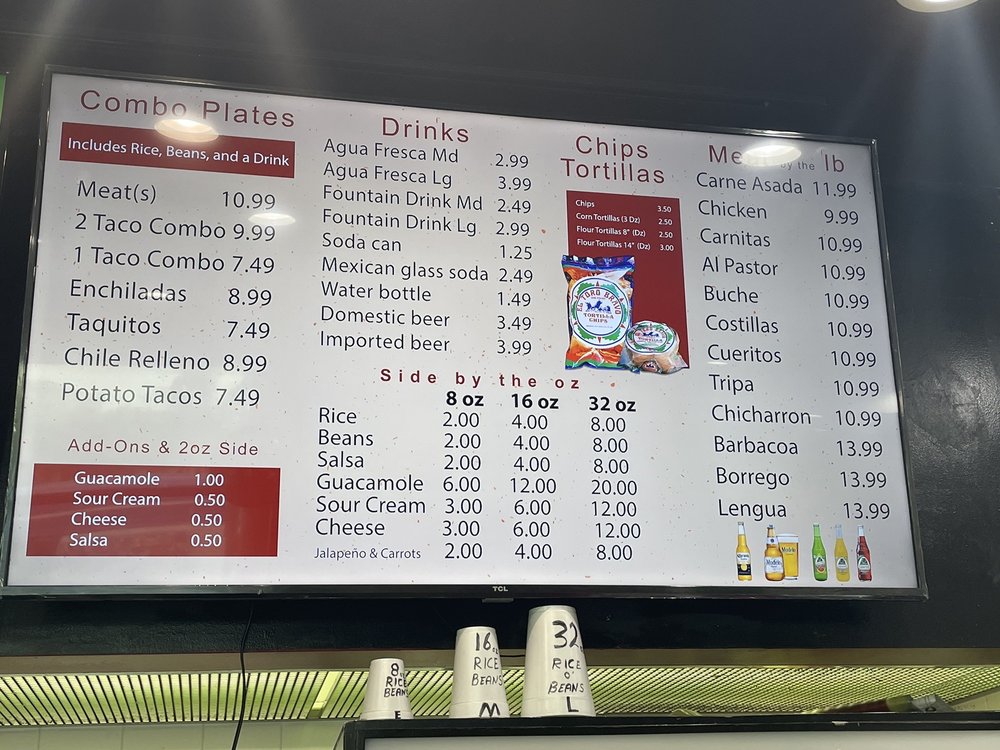 Combo Plates
Includes Rice, Beans, and a Drink
Meat(s) 10.99
2 Taco Combo 9.99
1 Taco Combo 7.49
Enchiladas 8.99
Taquitos 7.49
Chile Relleno 8.99
Potato Tacos 7.49
Add-Ons & 2oz Side
Guacamole 1.00
Sour Cream 0.50
Cheese 0.50
Salsa 0.50
Drinks
Agua Fresca Md 2.99
Agua Fresca Lg 3.99
Fountain Drink Md 2.49
Fountain Drink Lg 2.99
Soda can 1.25
Mexican glass soda 2.49
Water bottle 1.49
Domestic beer 3.49
Imported beer 3.99
Chips
Tortillas
Chips 3.50
Corn Tortillas (3 Dz) 2.50
Flour Tortillas 8" (Dz) 2.50
Flour Tortillas 14" (Dz) 3.00
EL TORO BRAVO
TORTILLA
CHIPS
Side by the oz
8 oz 16 oz 32 oz
Rice 2.00 4.00 8.00
Beans 2.00 4.00 8.00
Salsa 2.00 4.00 8.00
Guacamole 6.00 12.00 20.00
Sour Cream 3.00 6.00 12.00
Cheese 3.00 6.00 12.00
Jalapeño & Carrots 2.00 4.00 8.00
by the lb
Carne Asada 11.99
Chicken 9.99
Carnitas 10.99
Al Pastor 10.99
Buche 10.99
Costillas 10.99
Cueritos 10.99
Tripa 10.99
Chicharron 10.99
Barbacoa 13.99
Borrego 13.99
Lengua 13.99
Modelo
TCL
8
RICE
BEANS
16
RICE
BEANS
M
32
RICE
O'
BEANS
L